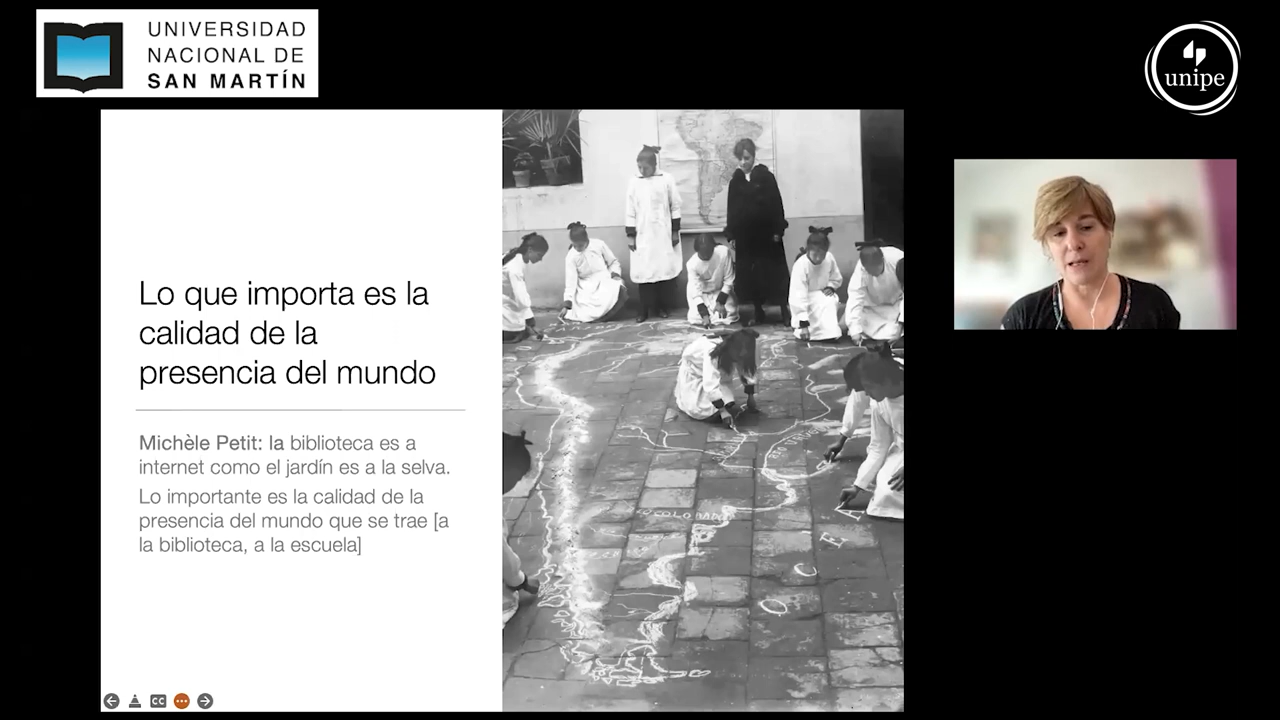 UNIVERSIDAD
NACIONAL DE
SAN MARTÍN
unipe
Lo que importa es la
calidad de la
presencia del mundo
Michèle Petit: la biblioteca es a
internet como el jardín es a la selva.
Lo importante es la calidad de la
presencia del mundo que se trae [a
la biblioteca, a la escuela]
CC
O C E A